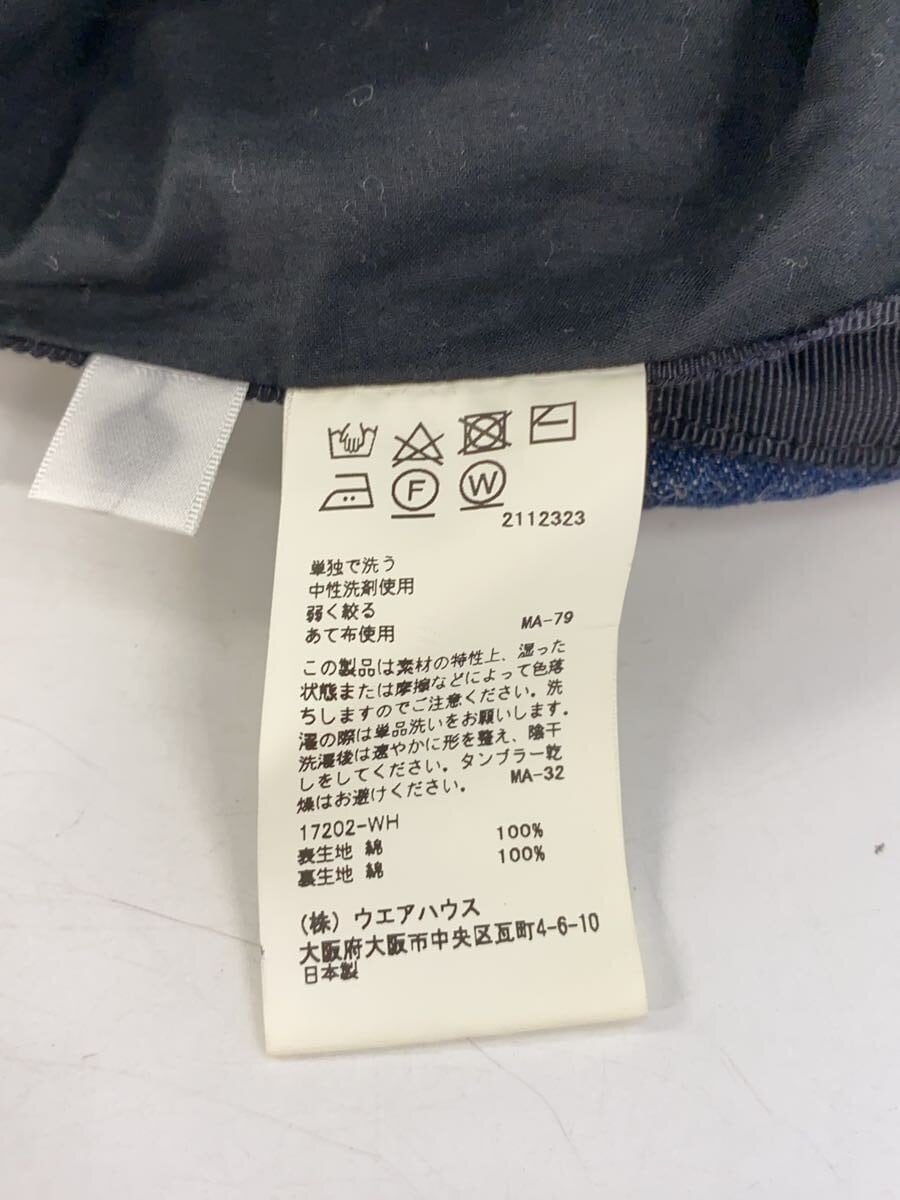 F
W
2112323
単独で洗う
中性洗剤使用
弱く絞る
あて布使用 MA-79
この製品は素材の特性上、湿った
状態または摩擦などによって色落
ちしますのでご注意ください。洗
濯の際は単品洗いをお願いします。
洗濯後は速やかに形を整え、陰干
しをしてください。タンブラー乾
燥はお避けください。 MA-32
17202-WH
表生地 綿 100%
裏生地 綿 100%
(株) ウエアハウス
大阪府大阪市中央区瓦町4-6-10
日本製